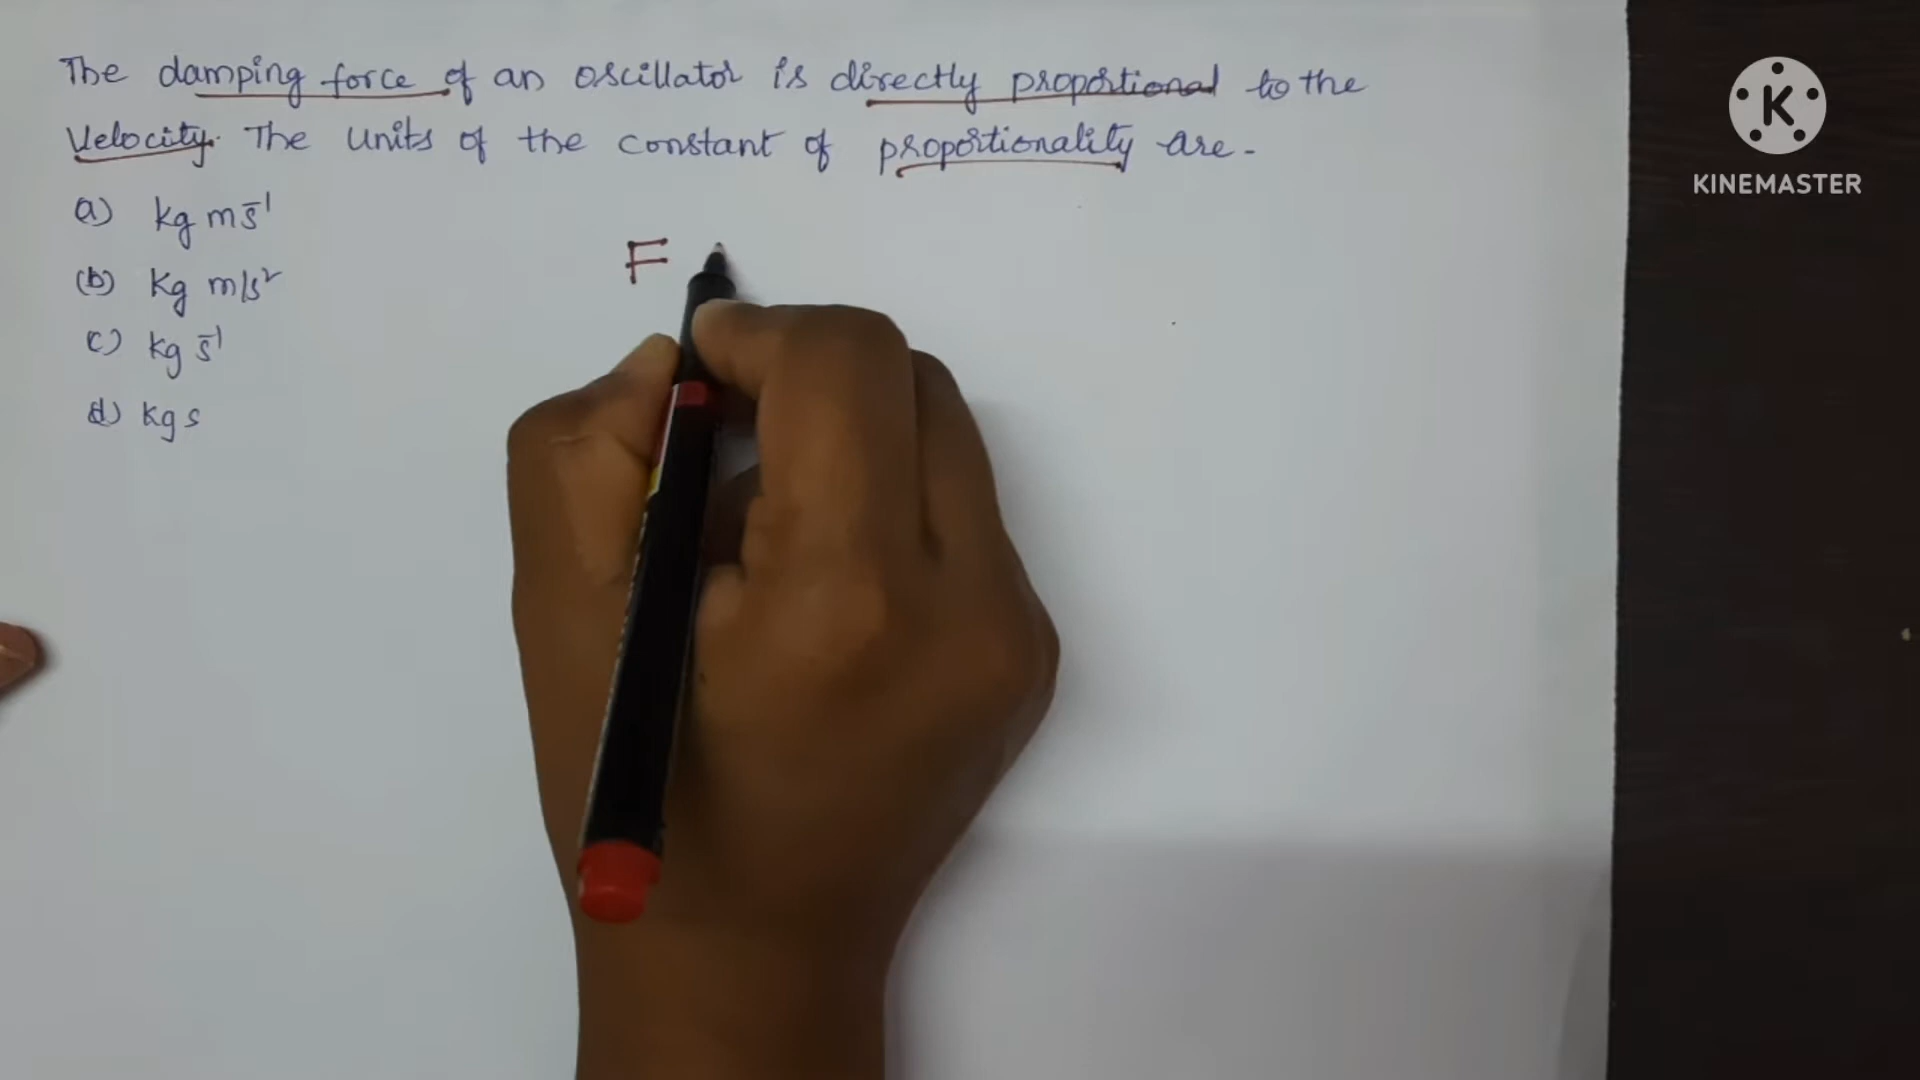 The damping force of an oscillator is directly proportional to the
Velocity. The units of the constant of proportionality are -
a) kg m s⁻¹
(b) kg m/s²
c) kg s⁻¹
d) kg s
F
K
KINEMASTER